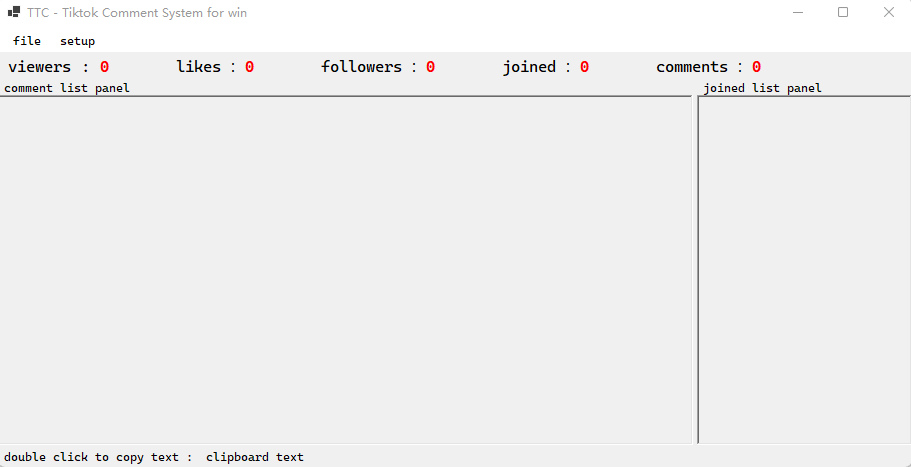 TTC - Tiktok Comment System for win
file setup
viewers : 0 likes : 0 followers : 0 joined : 0 comments : 0
comment list panel joined list panel
double click to copy text : clipboard text